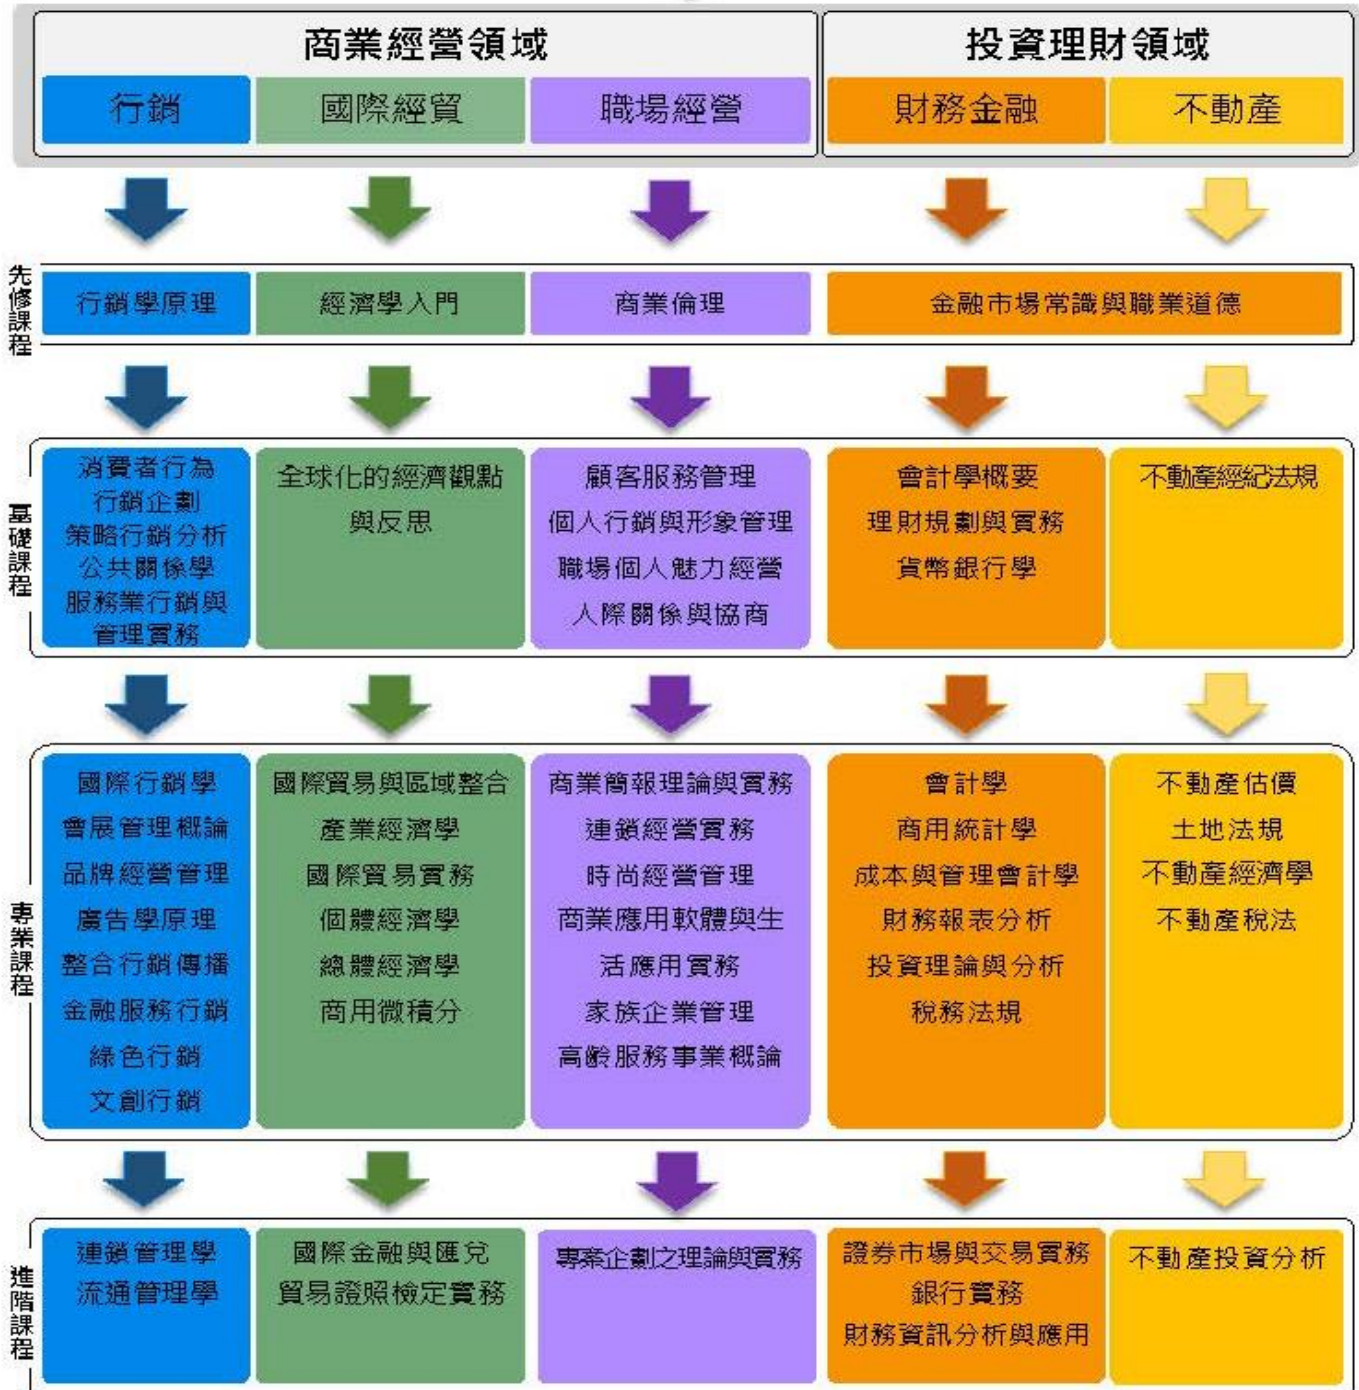 商業經營領域
投資理財領域
行銷
國際經貿
職場經營
財務金融
不動產
先修課程
行銷學原理
經濟學入門
商業倫理
金融市場常識與職業道德
基礎課程
消費者行為
行銷企劃
策略行銷分析
公共關係學
服務業行銷與
管理實務
全球化的經濟觀點
與反思
顧客服務管理
個人行銷與形象管理
職場個人魅力經營
人際關係與協商
會計學概要
理財規劃與實務
貨幣銀行學
不動產經紀法規
專業課程
國際行銷學
會展管理概論
品牌經營管理
廣告學原理
整合行銷傳播
金融服務行銷
綠色行銷
文創行銷
國際貿易與區域整合
產業經濟學
國際貿易實務
個體經濟學
總體經濟學
商用微積分
商業簡報理論與實務
連鎖經營實務
時尚經營管理
商業應用軟體與生
活應用實務
家族企業管理
高齡服務事業概論
會計學
商用統計學
成本與管理會計學
財務報表分析
投資理論與分析
稅務法規
不動產估價
土地法規
不動產經濟學
不動產稅法
進階課程
連鎖管理學
流通管理學
國際金融與匯兌
貿易證照檢定實務
專案企劃之理論與實務
證券市場與交易實務
銀行實務
財務資訊分析與應用
不動產投資分析